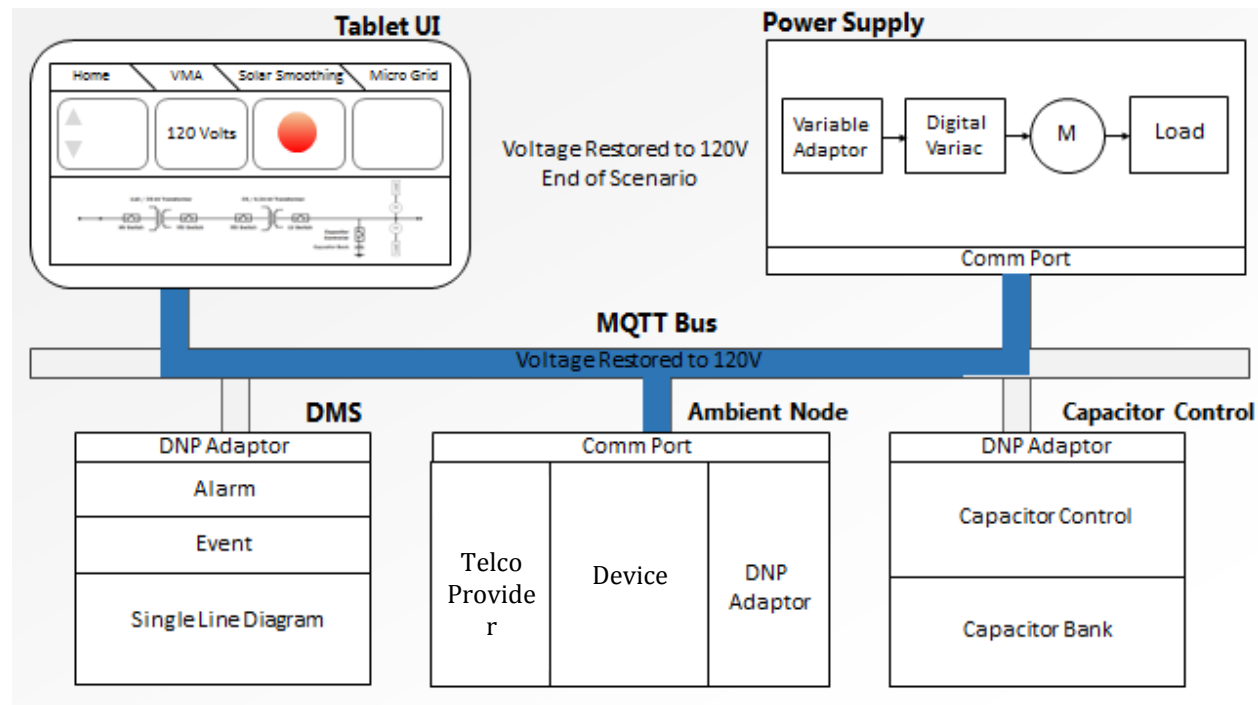 Tablet UI
Power Supply
Home VMA Solar Smoothing Micro Grid
120 Volts
Voltage Restored to 120V
End of Scenario
Variable
Adaptor
Digital
Variac
M
Load
Comm Port
MQTT Bus
Voltage Restored to 120V
DMS
Ambient Node
Capacitor Control
DNP Adaptor
Alarm
Event
Single Line Diagram
Comm Port
Telco
Provide
r
Device
DNP
Adaptor
DNP Adaptor
Capacitor Control
Capacitor Bank